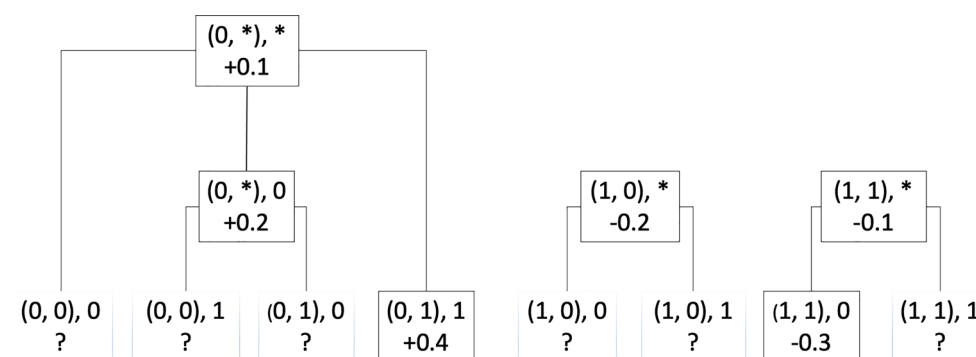 (0, *), *
+0.1
(0, *), 0
+0.2
(1, 0), *
-0.2
(1, 1), *
-0.1
(0, 0), 0
?
(0, 0), 1
?
(0, 1), 0
?
(0, 1), 1
+0.4
(1, 0), 0
?
(1, 0), 1
?
(1, 1), 0
-0.3
(1, 1), 1
?